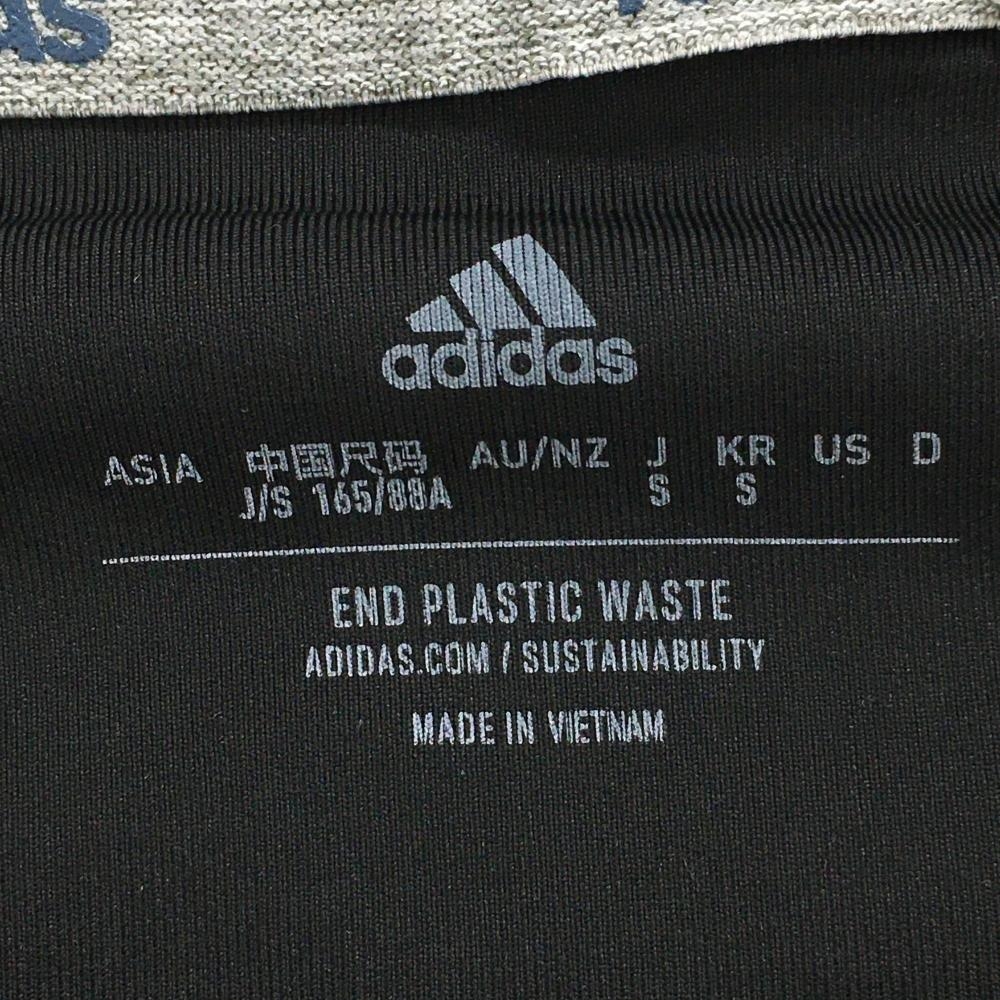 das
adidas
ASIA 中国尺码 AU/NZ J KR US D
J/S 165/88A S S
END PLASTIC WASTE
ADIDAS.COM / SUSTAINABILITY
MADE IN VIETNAM